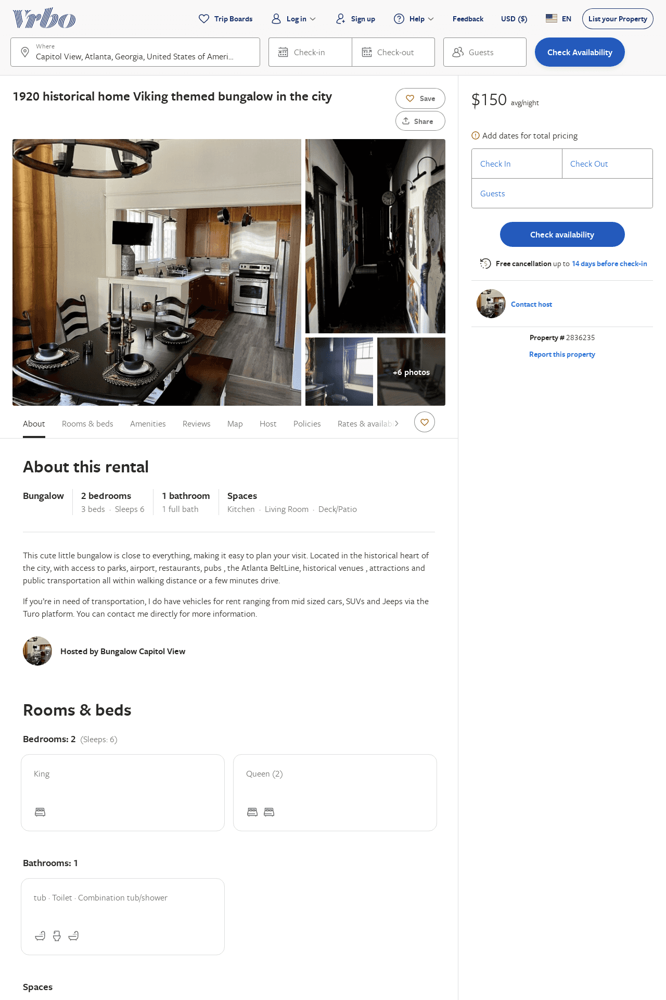 Vrbo
Trip Boards
Log in
Sign up
Help
Feedback
USD ($)
EN
List your Property
Where
Capitol View, Atlanta, Georgia, United States of Ameri...
Check-in
Check-out
Guests
Check Availability
1920 historical home Viking themed bungalow in the city
Save
Share
+6 photos
$150 avg/night
Add dates for total pricing
Check In
Check Out
Guests
Check availability
Free cancellation up to 14 days before check-in
Contact host
Property # 2836235
Report this property
About
Rooms & beds
Amenities
Reviews
Map
Host
Policies
Rates & availab
About this rental
Bungalow
2 bedrooms
3 beds · Sleeps 6
1 bathroom
1 full bath
Spaces
Kitchen · Living Room · Deck/Patio
This cute little bungalow is close to everything, making it easy to plan your visit. Located in the historical heart of
the city, with access to parks, airport, restaurants, pubs , the Atlanta BeltLine, historical venues , attractions and
public transportation all within walking distance or a few minutes drive.
If you’re in need of transportation, I do have vehicles for rent ranging from mid sized cars, SUVs and Jeeps via the
Turo platform. You can contact me directly for more information.
Hosted by Bungalow Capitol View
Rooms & beds
Bedrooms: 2 (Sleeps: 6)
King
Queen (2)
Bathrooms: 1
tub · Toilet · Combination tub/shower
Spaces